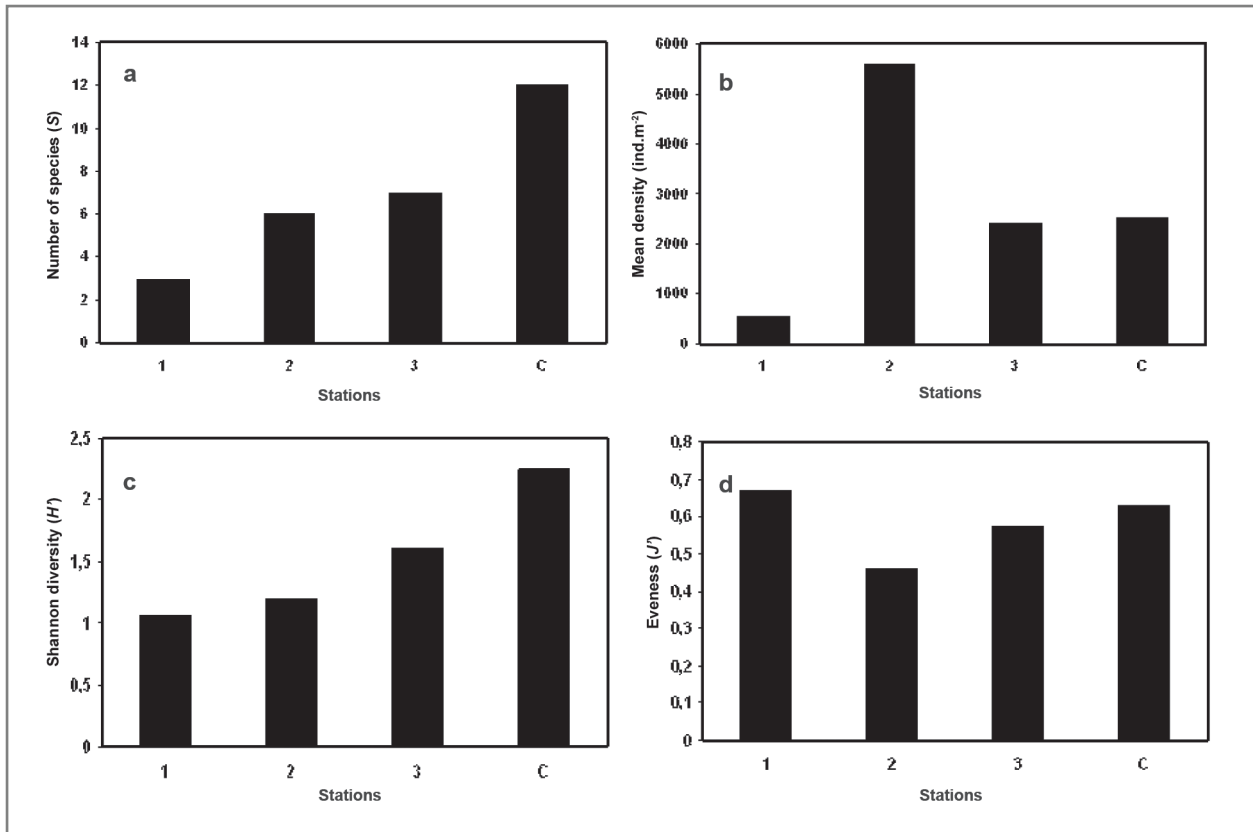 a
Number of species (S)
14
12
10
8
6
4
2
0
1 2 3 C
Stations
b
Mean density (ind.m-2)
6000
5000
4000
3000
2000
1000
0
1 2 3 C
Stations
c
Shannon diversity (H')
2,5
2
1,5
1
0,5
0
1 2 3 C
Stations
d
Eveness (J')
0,8
0,7
0,6
0,5
0,4
0,3
0,2
0,1
0
1 2 3 C
Stations